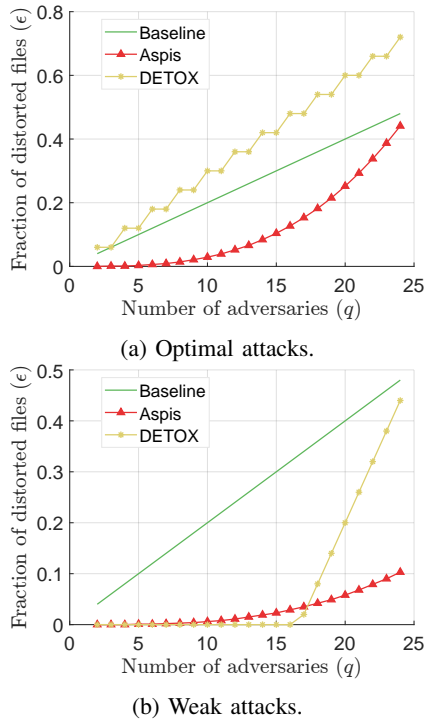 0.8
0.6
0.4
0.2
0
Fraction of distorted files (ϵ)
Baseline
Aspis
DETOX
0 5 10 15 20 25
Number of adversaries (q)
(a) Optimal attacks.
0.5
0.4
0.3
0.2
0.1
0
Fraction of distorted files (ϵ)
Baseline
Aspis
DETOX
0 5 10 15 20 25
Number of adversaries (q)
(b) Weak attacks.